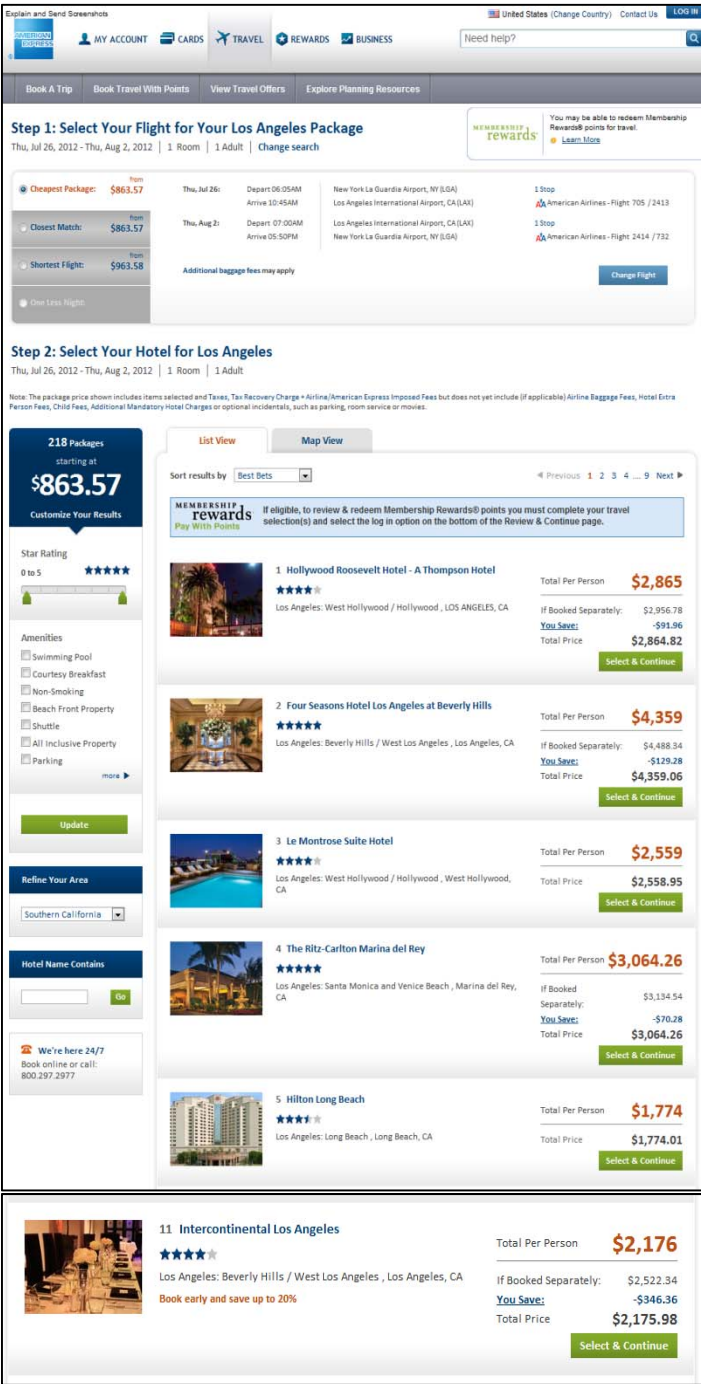 Explain and Send Screenshots
United States (Change Country) Contact Us LOG IN
AMERICAN EXPRESS
®
MY ACCOUNT CARDS TRAVEL REWARDS BUSINESS
Need help?
Book A Trip Book Travel With Points View Travel Offers Explore Planning Resources
Step 1: Select Your Flight for Your Los Angeles Package
Thu, Jul 26, 2012 - Thu, Aug 2, 2012 | 1 Room | 1 Adult | Change search
MEMBERSHIP rewards®
You may be able to redeem Membership
Rewards® points for travel.
Learn More
Cheapest Package: from $863.57
Closest Match: from $863.57
Shortest Flight: from $963.58
One Less Night:
Thu, Jul 26: Depart 06:05AM New York La Guardia Airport, NY (LGA) 1 Stop
Arrive 10:45AM Los Angeles International Airport, CA (LAX) American Airlines - Flight 705 / 2413
Thu, Aug 2: Depart 07:00AM Los Angeles International Airport, CA (LAX) 1 Stop
Arrive 05:50PM New York La Guardia Airport, NY (LGA) American Airlines - Flight 2414 / 732
Additional baggage fees may apply
Change Flight
Step 2: Select Your Hotel for Los Angeles
Thu, Jul 26, 2012 - Thu, Aug 2, 2012 | 1 Room | 1 Adult
Note: The package price shown includes items selected and Taxes, Tax Recovery Charge + Airline/American Express Imposed Fees but does not yet include (if applicable) Airline Baggage Fees, Hotel Extra
Person Fees, Child Fees, Additional Mandatory Hotel Charges or optional incidentals, such as parking, room service or movies.
218 Packages
starting at
$863.57
Customize Your Results
Star Rating
0 to 5
Amenities
Swimming Pool
Courtesy Breakfast
Non-Smoking
Beach Front Property
Shuttle
All Inclusive Property
Parking
more
Update
Refine Your Area
Southern California
Hotel Name Contains
Go
We're here 24/7
Book online or call:
800.297.2977
List View Map View
Sort results by Best Bets
Previous 1 2 3 4 ... 9 Next
MEMBERSHIP rewards
Pay With Points
If eligible, to review & redeem Membership Rewards® points you must complete your travel
selection(s) and select the log in option on the bottom of the Review & Continue page.
1 Hollywood Roosevelt Hotel - A Thompson Hotel
Los Angeles: West Hollywood / Hollywood , LOS ANGELES, CA
Total Per Person $2,865
If Booked Separately: $2,956.78
You Save: -$91.96
Total Price $2,864.82
Select & Continue
2 Four Seasons Hotel Los Angeles at Beverly Hills
Los Angeles: Beverly Hills / West Los Angeles , Los Angeles, CA
Total Per Person $4,359
If Booked Separately: $4,488.34
You Save: -$129.28
Total Price $4,359.06
Select & Continue
3 Le Montrose Suite Hotel
Los Angeles: West Hollywood / Hollywood , West Hollywood,
CA
Total Per Person $2,559
Total Price $2,558.95
Select & Continue
4 The Ritz-Carlton Marina del Rey
Los Angeles: Santa Monica and Venice Beach , Marina del Rey,
CA
Total Per Person $3,064.26
If Booked
Separately: $3,134.54
You Save: -$70.28
Total Price $3,064.26
Select & Continue
5 Hilton Long Beach
Los Angeles: Long Beach , Long Beach, CA
Total Per Person $1,774
Total Price $1,774.01
Select & Continue
11 Intercontinental Los Angeles
Los Angeles: Beverly Hills / West Los Angeles , Los Angeles, CA
Book early and save up to 20%
Total Per Person $2,176
If Booked Separately: $2,522.34
You Save: -$346.36
Total Price $2,175.98
Select & Continue